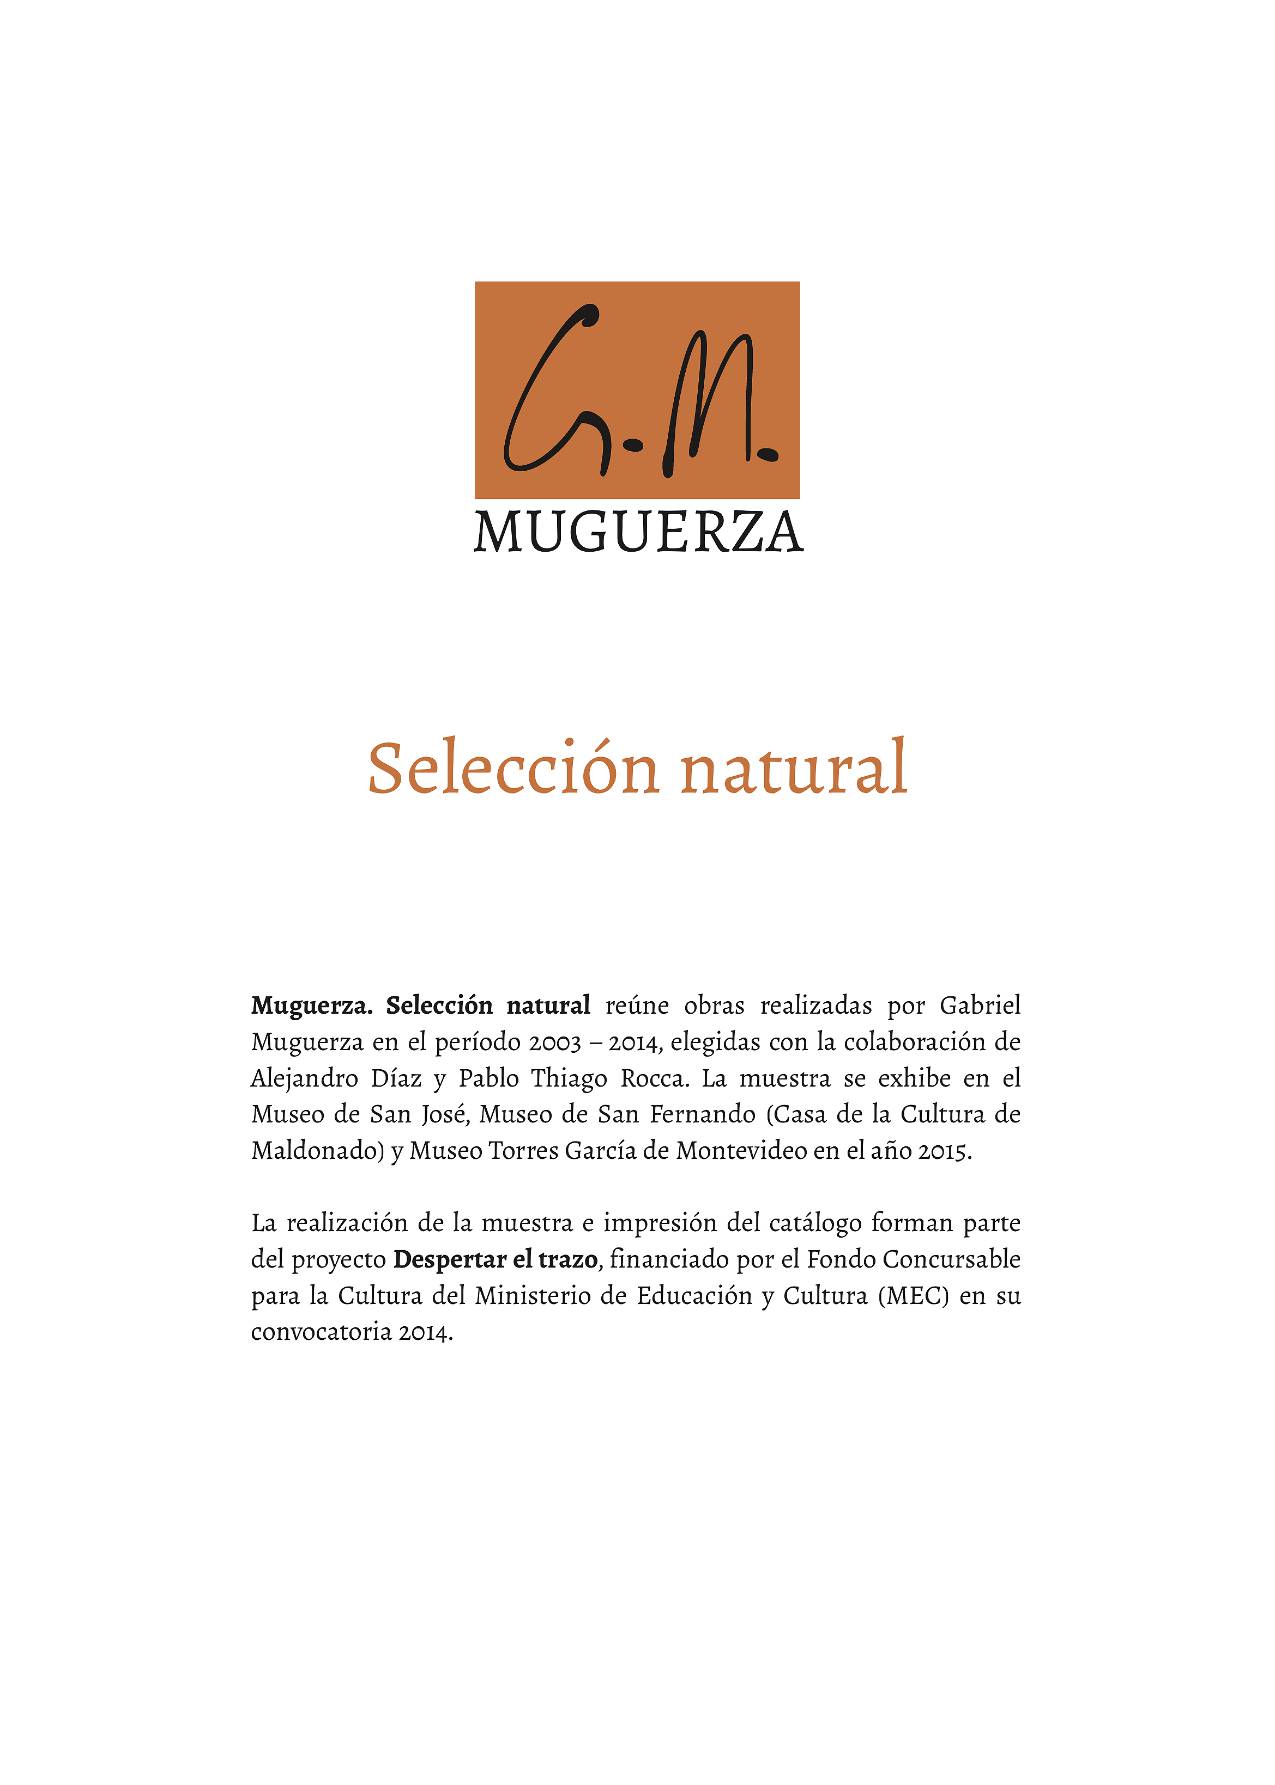 G.M.
MUGUERZA
Selección natural
Muguerza. Selección natural reúne obras realizadas por Gabriel
Muguerza en el período 2003 – 2014, elegidas con la colaboración de
Alejandro Díaz y Pablo Thiago Rocca. La muestra se exhibe en el
Museo de San José, Museo de San Fernando (Casa de la Cultura de
Maldonado) y Museo Torres García de Montevideo en el año 2015.
La realización de la muestra e impresión del catálogo forman parte
del proyecto Despertar el trazo, financiado por el Fondo Concursable
para la Cultura del Ministerio de Educación y Cultura (MEC) en su
convocatoria 2014.